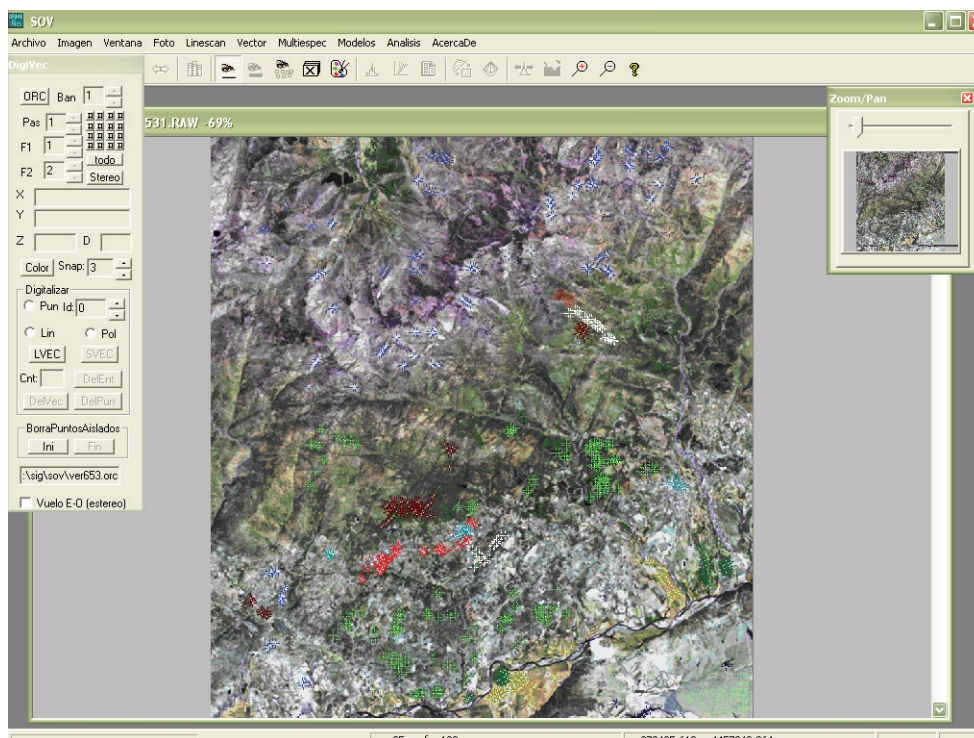 SOV
Archivo Imagen Ventana Foto Linescan Vector Multiespec Modelos Analisis AcercaDe
DigiVec
ORC Ban 1
Pas 1
F1 1
todo
F2 2
Stereo
X
Y
Z D
Color Snap: 3
Digitalizar
Pun Id: 0
Lin Pol
LVEC SVEC
Cnt: DelEnt
DelVec DelPun
BorraPuntosAislados
Ini Fin
:\sig\sov\ver653.orc
Vuelo E-O (estereo)
531.RAW -69%
Zoom/Pan